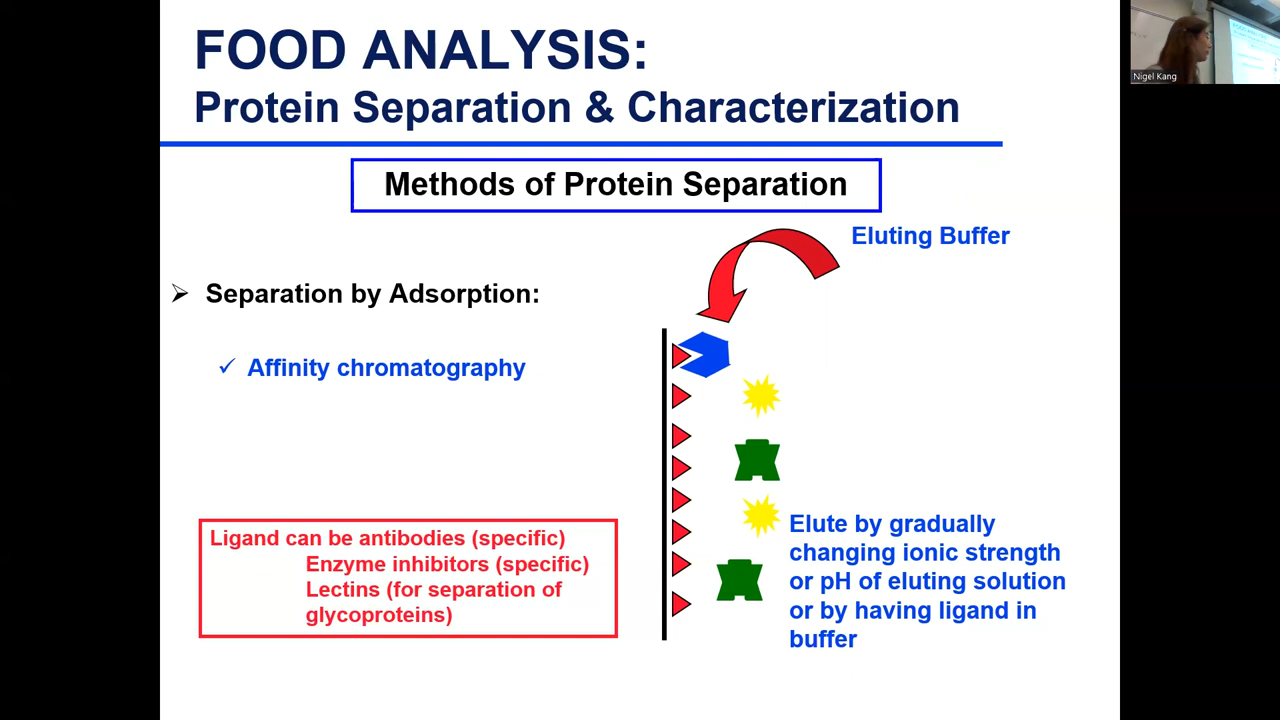 FOOD ANALYSIS:
Protein Separation & Characterization
Methods of Protein Separation
Eluting Buffer
➢ Separation by Adsorption:
✓ Affinity chromatography
Ligand can be antibodies (specific)
Enzyme inhibitors (specific)
Lectins (for separation of
glycoproteins)
Elute by gradually
changing ionic strength
or pH of eluting solution
or by having ligand in
buffer
Nigel Kang